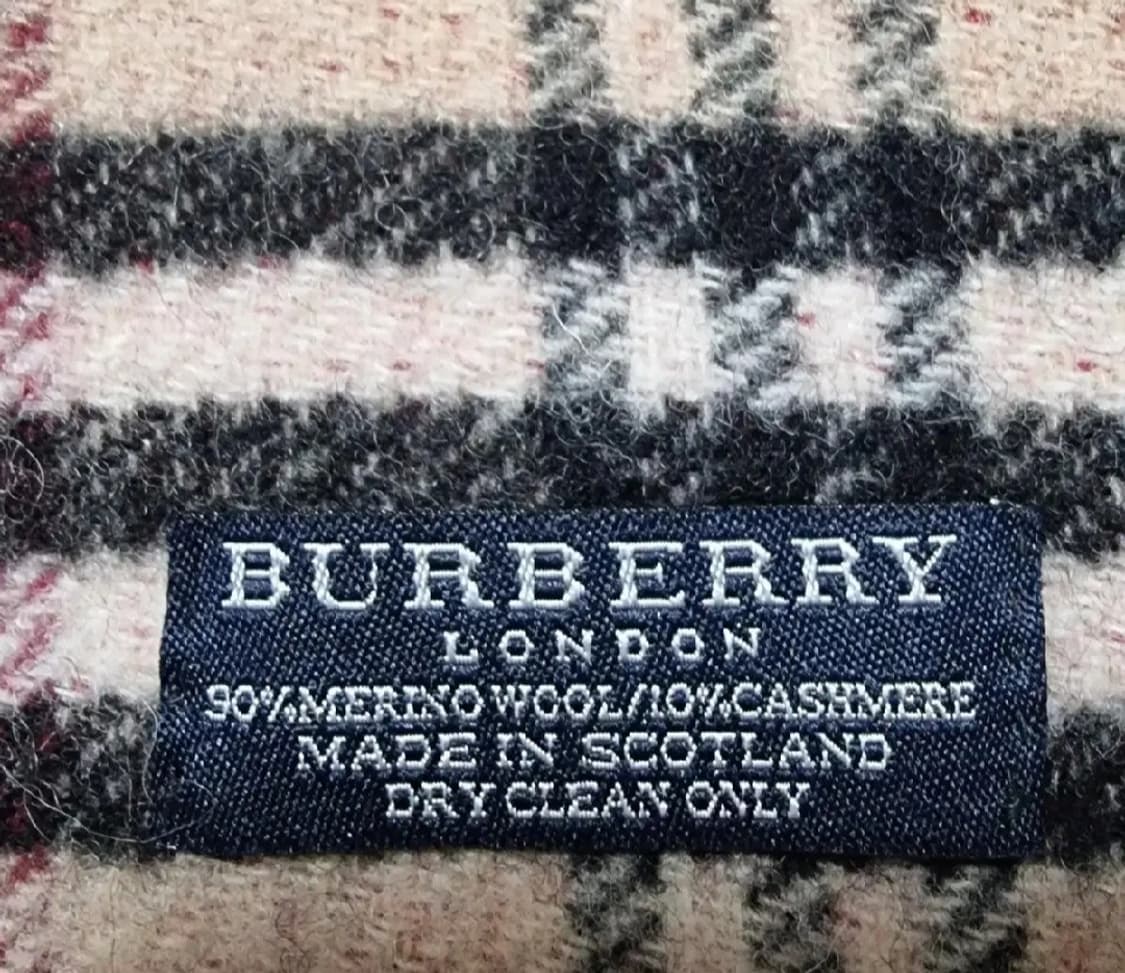 BURBERRY
LONDON
90%MERINO WOOL/10%CASHMERE
MADE IN SCOTLAND
DRY CLEAN ONLY